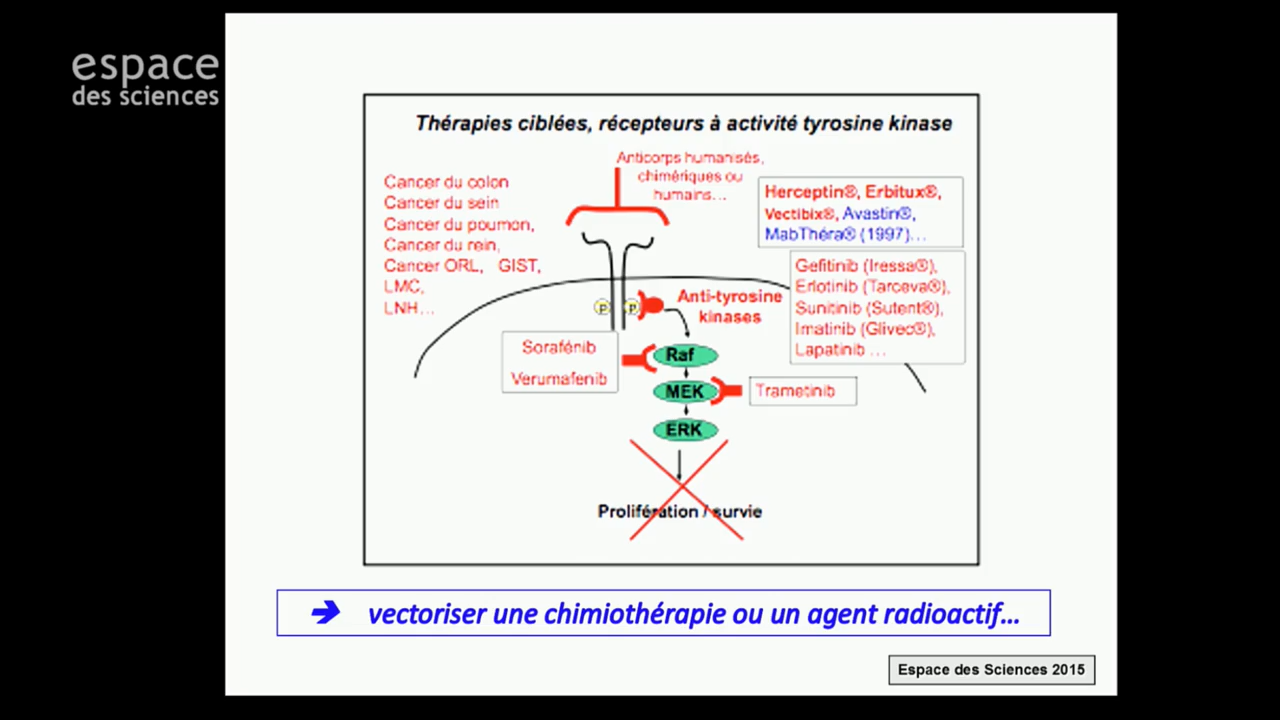 espace
des sciences
Thérapies ciblées, récepteurs à activité tyrosine kinase
Anticorps humanisés,
chimériques ou
humains...
Cancer du colon
Cancer du sein
Cancer du poumon,
Cancer du rein,
Cancer ORL, GIST,
LMC,
LNH...
Herceptin®, Erbitux®,
Vectibix®, Avastin®,
MabThéra® (1997)...
Gefitinib (Iressa®),
Erlotinib (Tarceva®),
Sunitinib (Sutent®),
Imatinib (Glivec®),
Lapatinib ...
P P
Anti-tyrosine
kinases
Sorafénib
Verumafenib
Raf
MEK
Trametinib
ERK
Prolifération / survie
➔ vectoriser une chimiothérapie ou un agent radioactif...
Espace des Sciences 2015